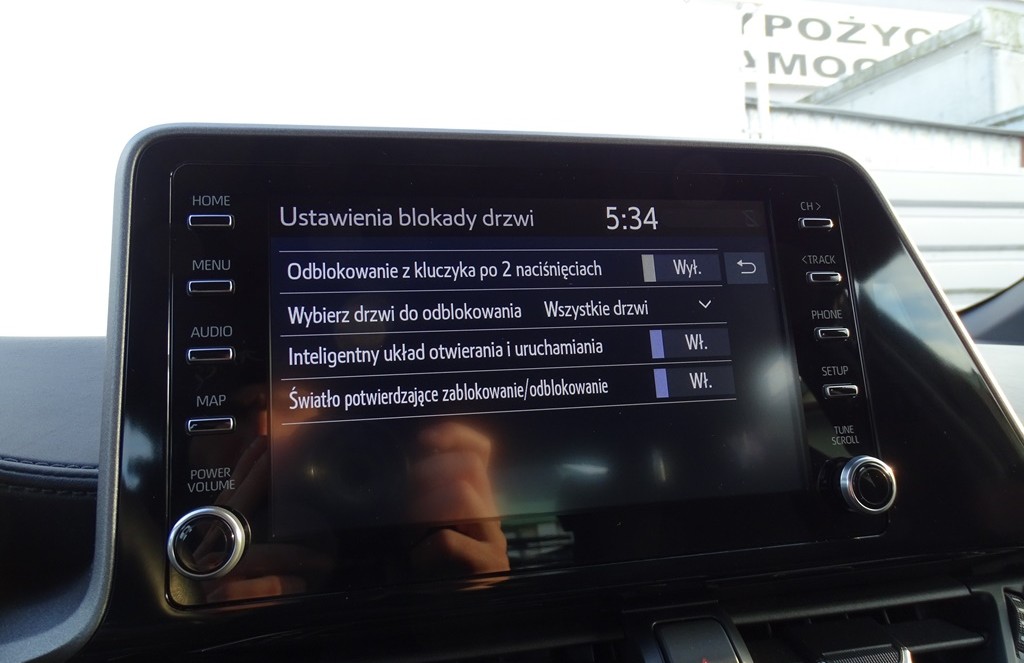 YPOŻYC
AMOC
HOME
MENU
AUDIO
MAP
POWER
VOLUME
Ustawienia blokady drzwi 5:34
Odblokowanie z kluczyka po 2 naciśnięciach Wył.
Wybierz drzwi do odblokowania Wszystkie drzwi
Inteligentny układ otwierania i uruchamiania Wł.
Światło potwierdzające zablokowanie/odblokowanie Wł.
CH >
< TRACK
PHONE
SETUP
TUNE
SCROLL